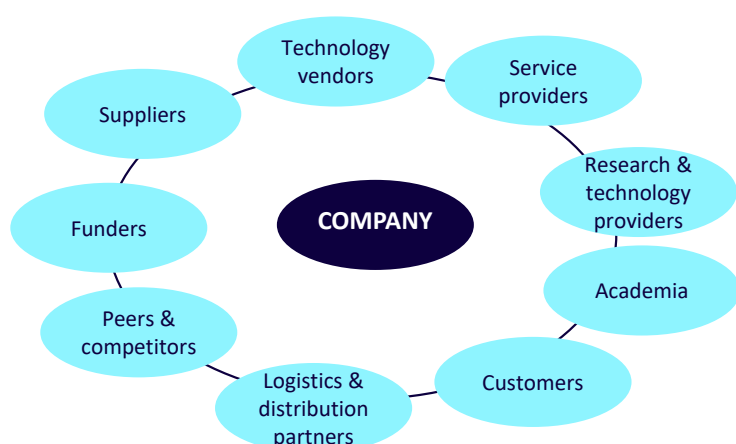 Technology
vendors
Service
providers
Suppliers
Research &
technology
providers
COMPANY
Funders
Academia
Peers &
competitors
Customers
Logistics &
distribution
partners